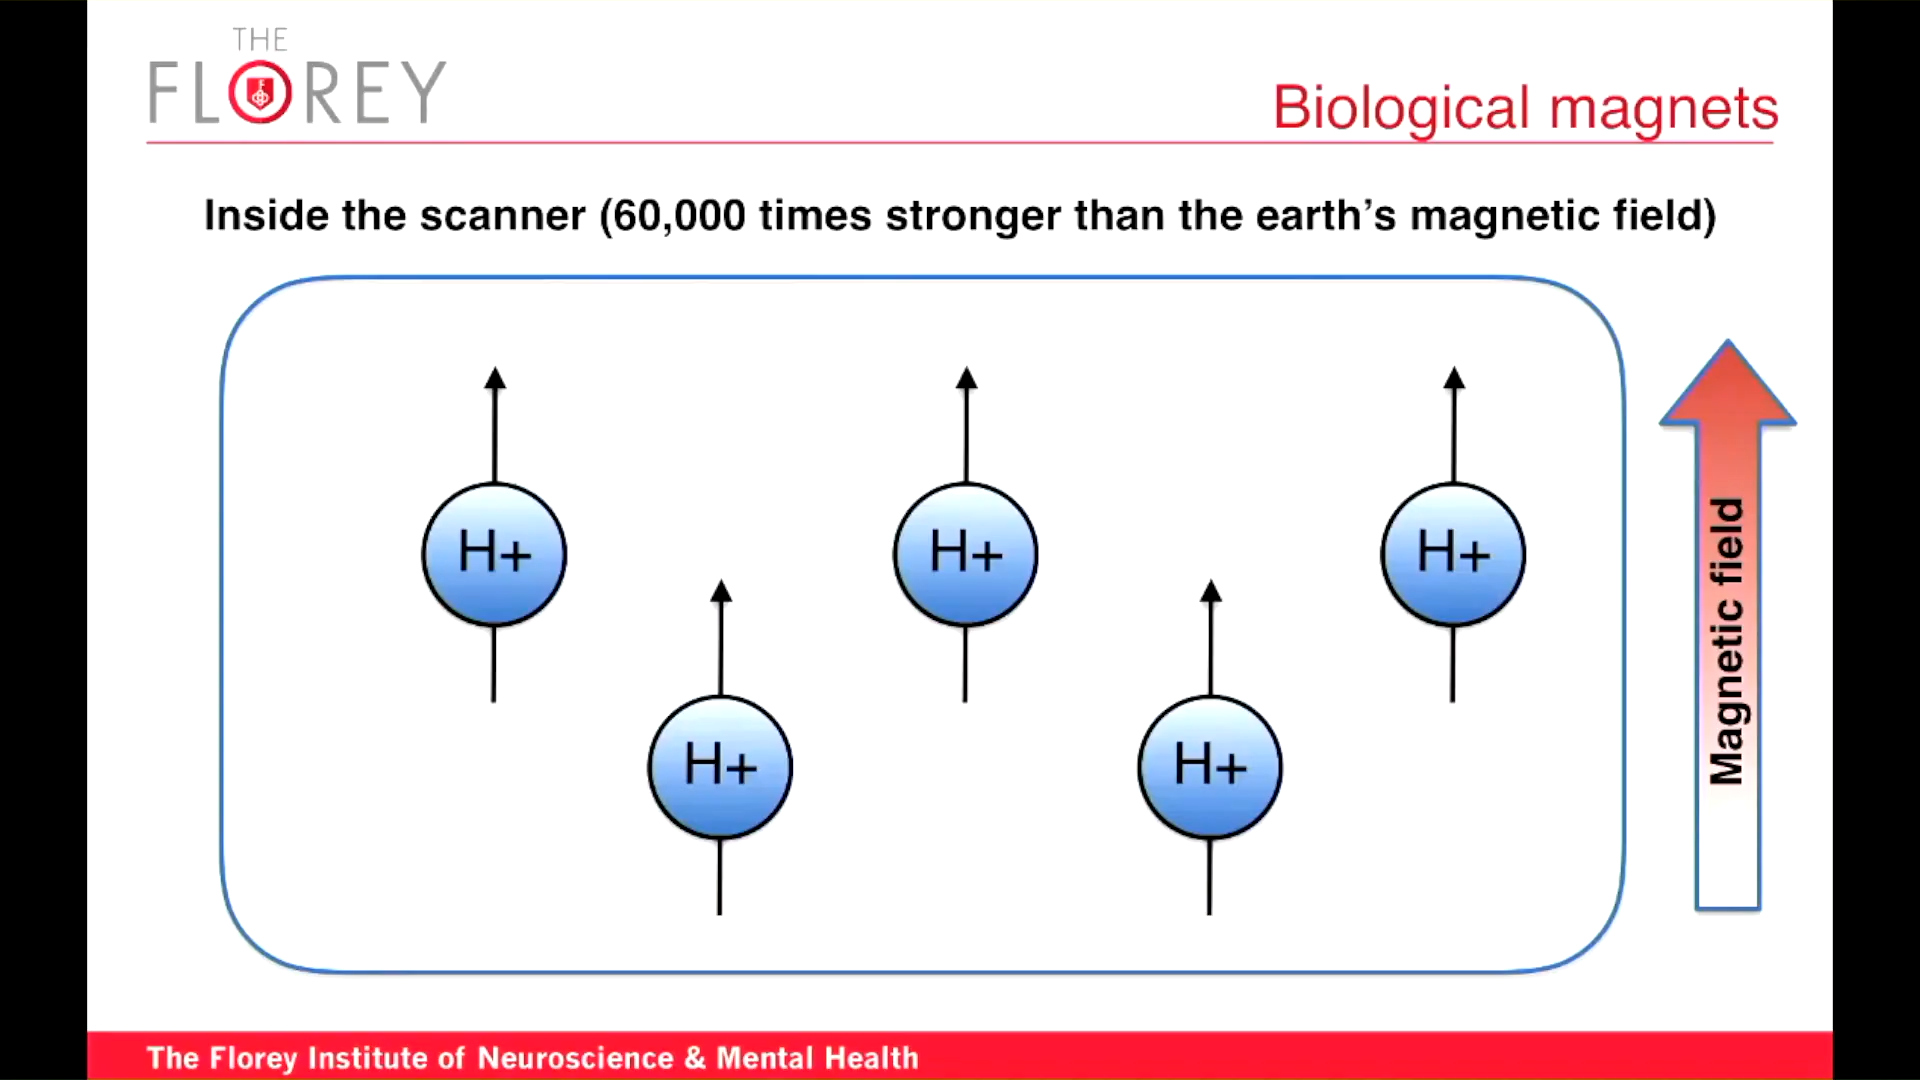 THE
FLOREY
Biological magnets
Inside the scanner (60,000 times stronger than the earth’s magnetic field)
H+
H+
H+
H+
H+
Magnetic field
The Florey Institute of Neuroscience & Mental Health